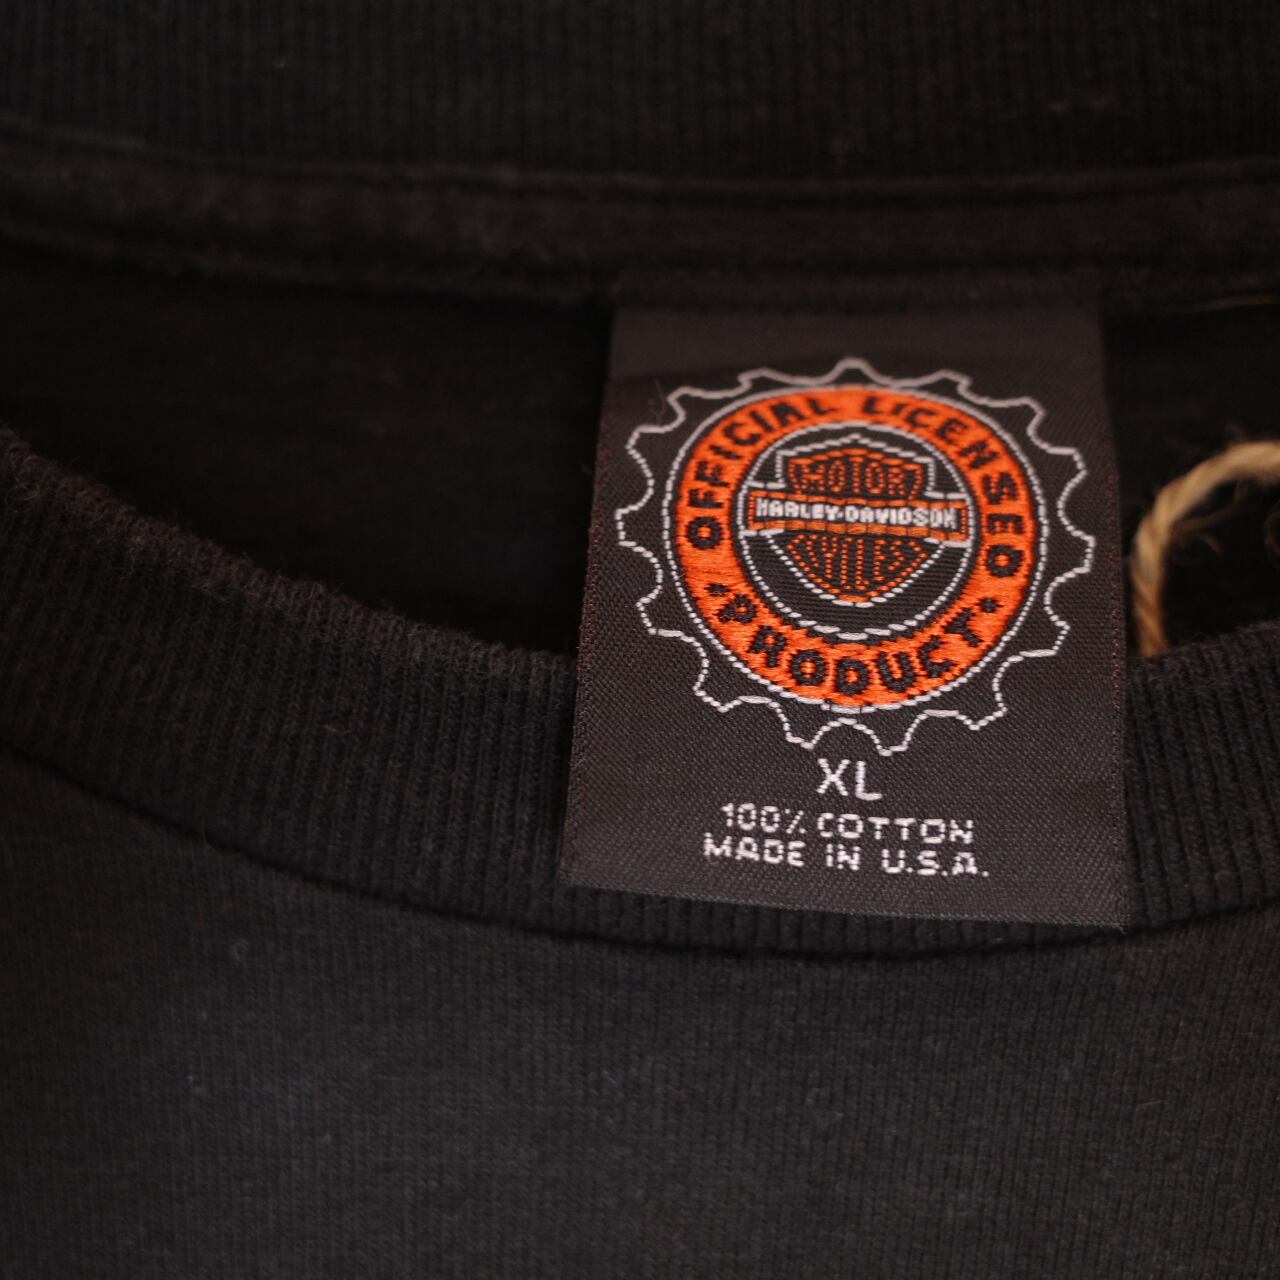 OFFICIAL LICENSED
MOTOR
HARLEY-DAVIDSON
CYCLES
·PRODUCT·
XL
100% COTTON
MADE IN U.S.A.